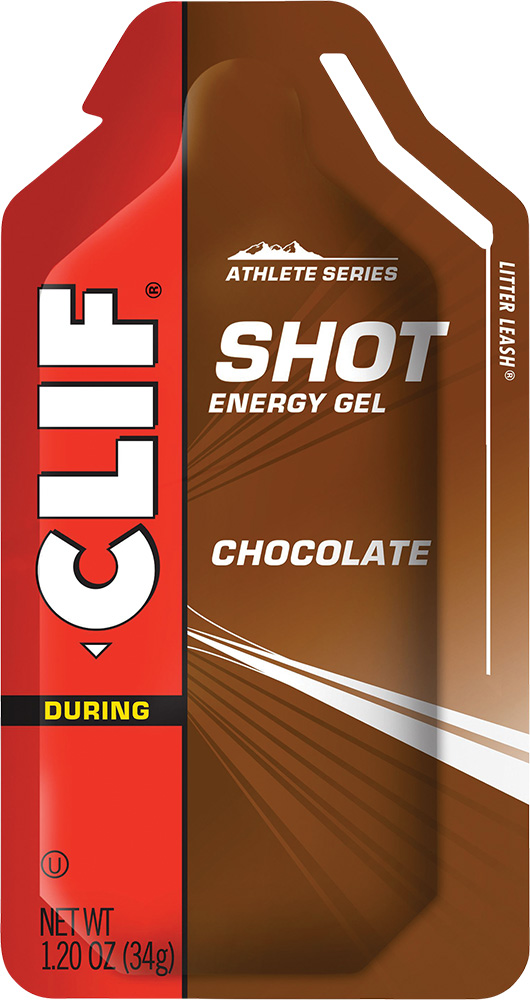 CLIF®
DURING
U
NET WT
1.20 OZ (34g)
ATHLETE SERIES
SHOT
ENERGY GEL
CHOCOLATE
LITTER LEASH®